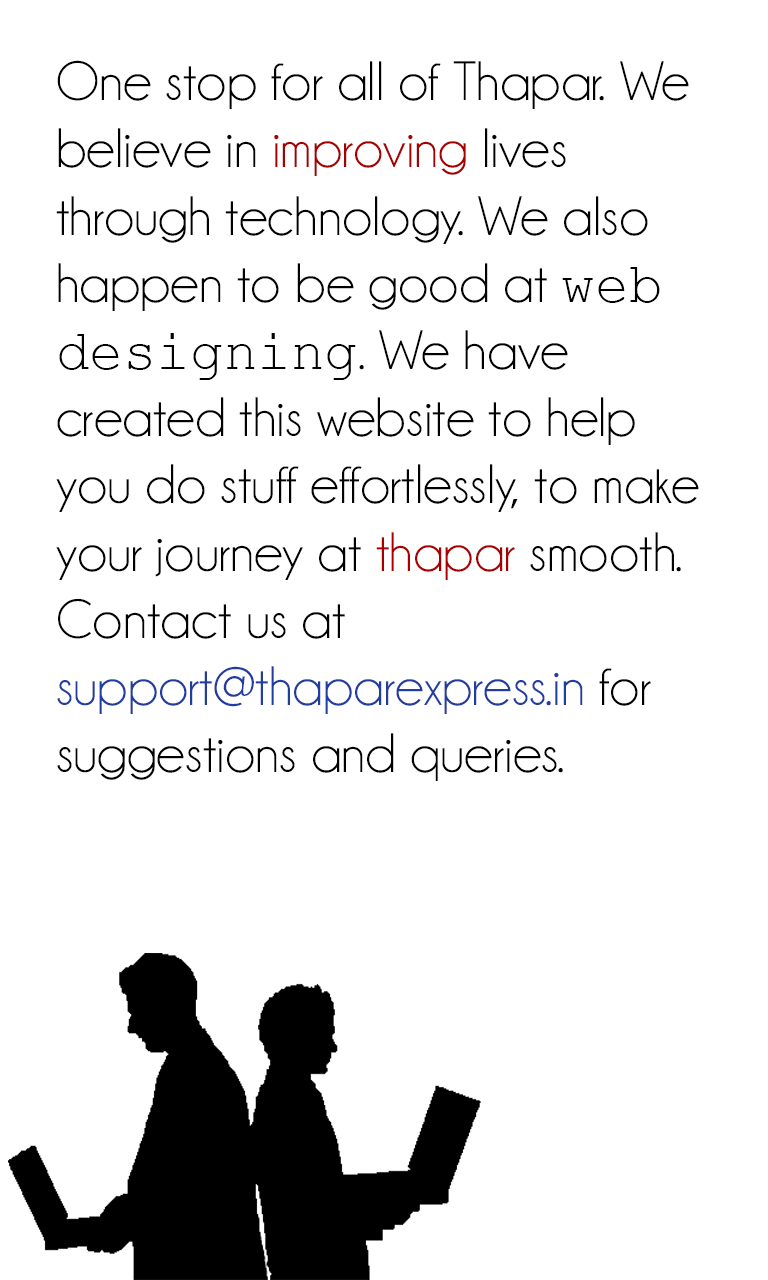 One stop for all of Thapar. We
believe in improving lives
through technology. We also
happen to be good at web
designing. We have
created this website to help
you do stuff effortlessly, to make
your journey at thapar smooth.
Contact us at
support@thaparexpress.in for
suggestions and queries.